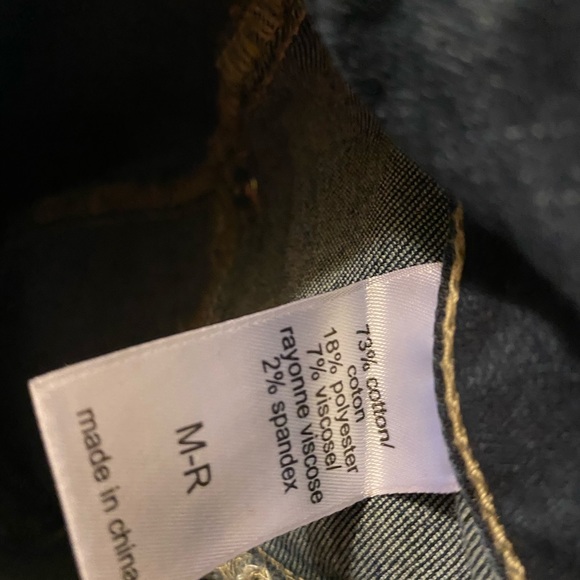 73% cotton/
coton
18% polyester
7% viscose/
rayonne viscose
2% spandex
M-R
made in china